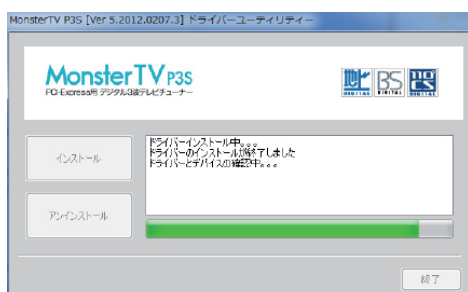 MonsterTV P3S [Ver 5.2012.0207.3] ドライバーユーティリティー
MonsterTV P3S
PCI-Express用 デジタル3波テレビチューナー
地 BS 110
DIGITAL DIGITAL DIGITAL
インストール
ドライバーインストール中。。。
ドライバーのインストールが終了しました
ドライバーとデバイスの確認中。。。
アンインストール
終了